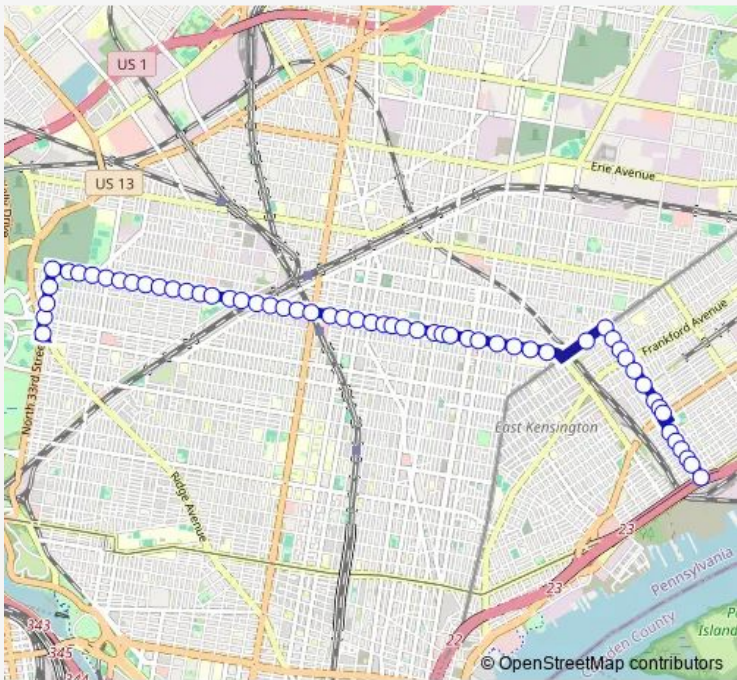 US 1
Erie Avenue
US 13
Frankford Avenue
North 33rd Street
East Kensington
Ridge Avenue
23
Pennsylvania
23
Camden County
343
345
22
344
© OpenStreetMap contributors